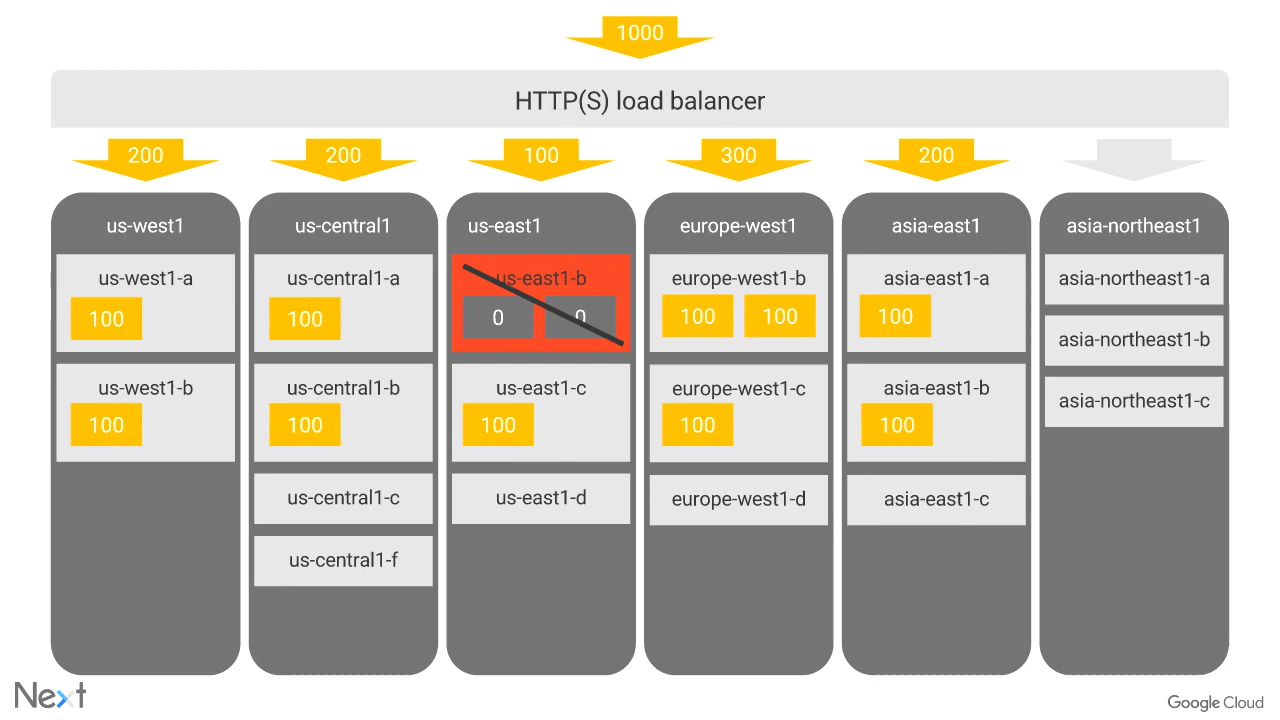 1000
HTTP(S) load balancer
200
200
100
300
200
us-west1
us-west1-a
100
us-west1-b
100
us-central1
us-central1-a
100
us-central1-b
100
us-central1-c
us-central1-f
us-east1
us-east1-b
0 0
us-east1-c
100
us-east1-d
europe-west1
europe-west1-b
100 100
europe-west1-c
100
europe-west1-d
asia-east1
asia-east1-a
100
asia-east1-b
100
asia-east1-c
asia-northeast1
asia-northeast1-a
asia-northeast1-b
asia-northeast1-c
Next
Google Cloud